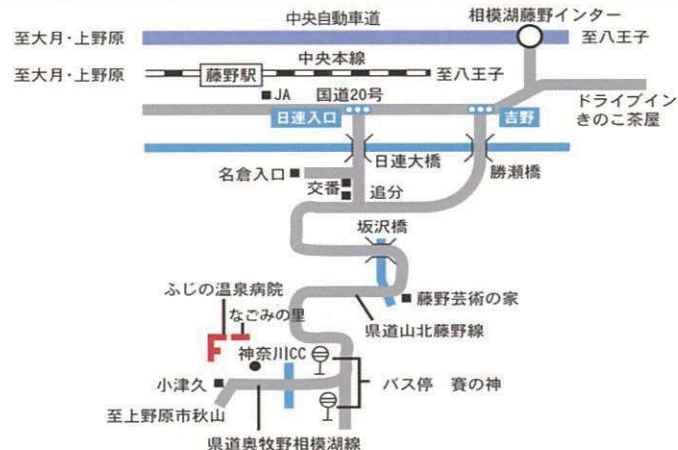 中央自動車道
相模湖藤野インター
至大月・上野原
至八王子
中央本線
至大月・上野原
藤野駅
至八王子
JA
国道20号
ドライブイン
きのこ茶屋
日連入口
吉野
日連大橋
勝瀬橋
名倉入口
交番
追分
坂沢橋
ふじの温泉病院
藤野芸術の家
なごみの里
県道山北藤野線
神奈川CC
小津久
バス停 賽の神
至上野原市秋山
県道奥牧野相模湖線